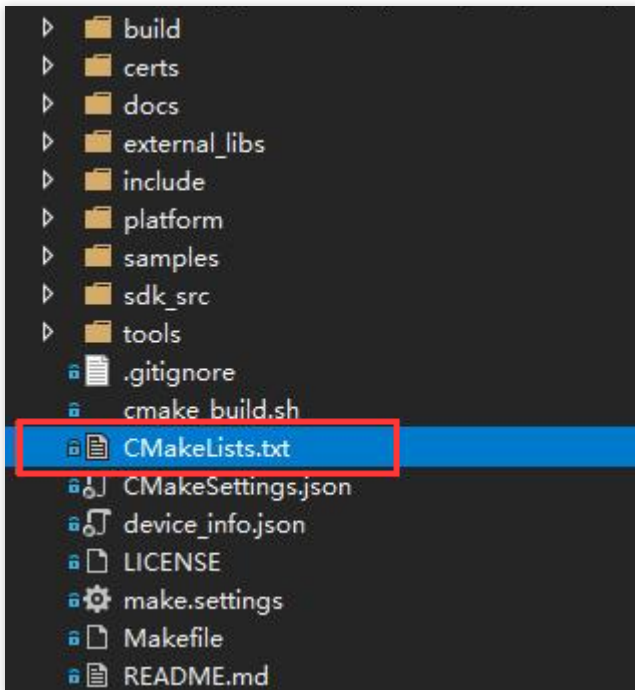 build
certs
docs
external_libs
include
platform
samples
sdk_src
tools
.gitignore
cmake_build.sh
CMakeLists.txt
CMakeSettings.json
device_info.json
LICENSE
make.settings
Makefile
README.md